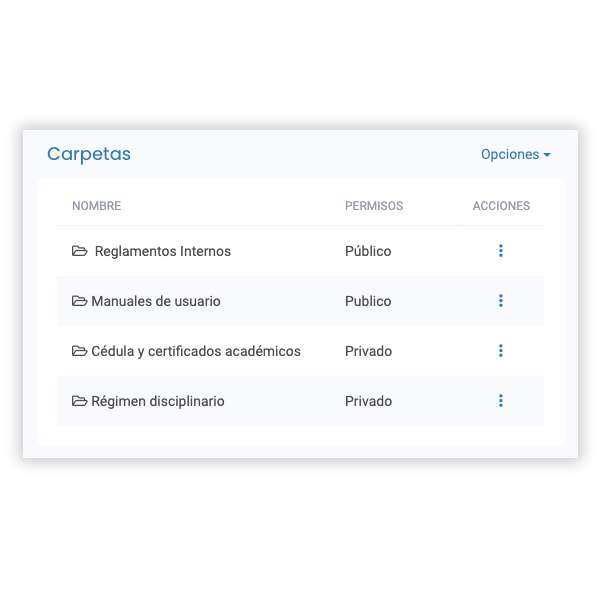 Carpetas Opciones
NOMBRE PERMISOS ACCIONES
Reglamentos Internos Público
Manuales de usuario Publico
Cédula y certificados académicos Privado
Régimen disciplinario Privado